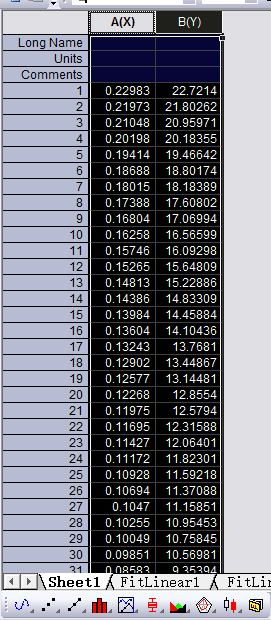 A(X) B(Y)
Long Name
Units
Comments
1 0.22983 22.7214
2 0.21973 21.80262
3 0.21048 20.95971
4 0.20198 20.18355
5 0.19414 19.46642
6 0.18688 18.80174
7 0.18015 18.18389
8 0.17388 17.60802
9 0.16804 17.06994
10 0.16258 16.56599
11 0.15746 16.09298
12 0.15265 15.64809
13 0.14813 15.22886
14 0.14386 14.83309
15 0.13984 14.45884
16 0.13604 14.10436
17 0.13243 13.7681
18 0.12902 13.44867
19 0.12577 13.14481
20 0.12268 12.8554
21 0.11975 12.5794
22 0.11695 12.31588
23 0.11427 12.06401
24 0.11172 11.82301
25 0.10928 11.59218
26 0.10694 11.37088
27 0.1047 11.15851
28 0.10255 10.95453
29 0.10049 10.75845
30 0.09851 10.56981
31 0.08583 9.35394
Sheet1 FitLinear1 FitLin